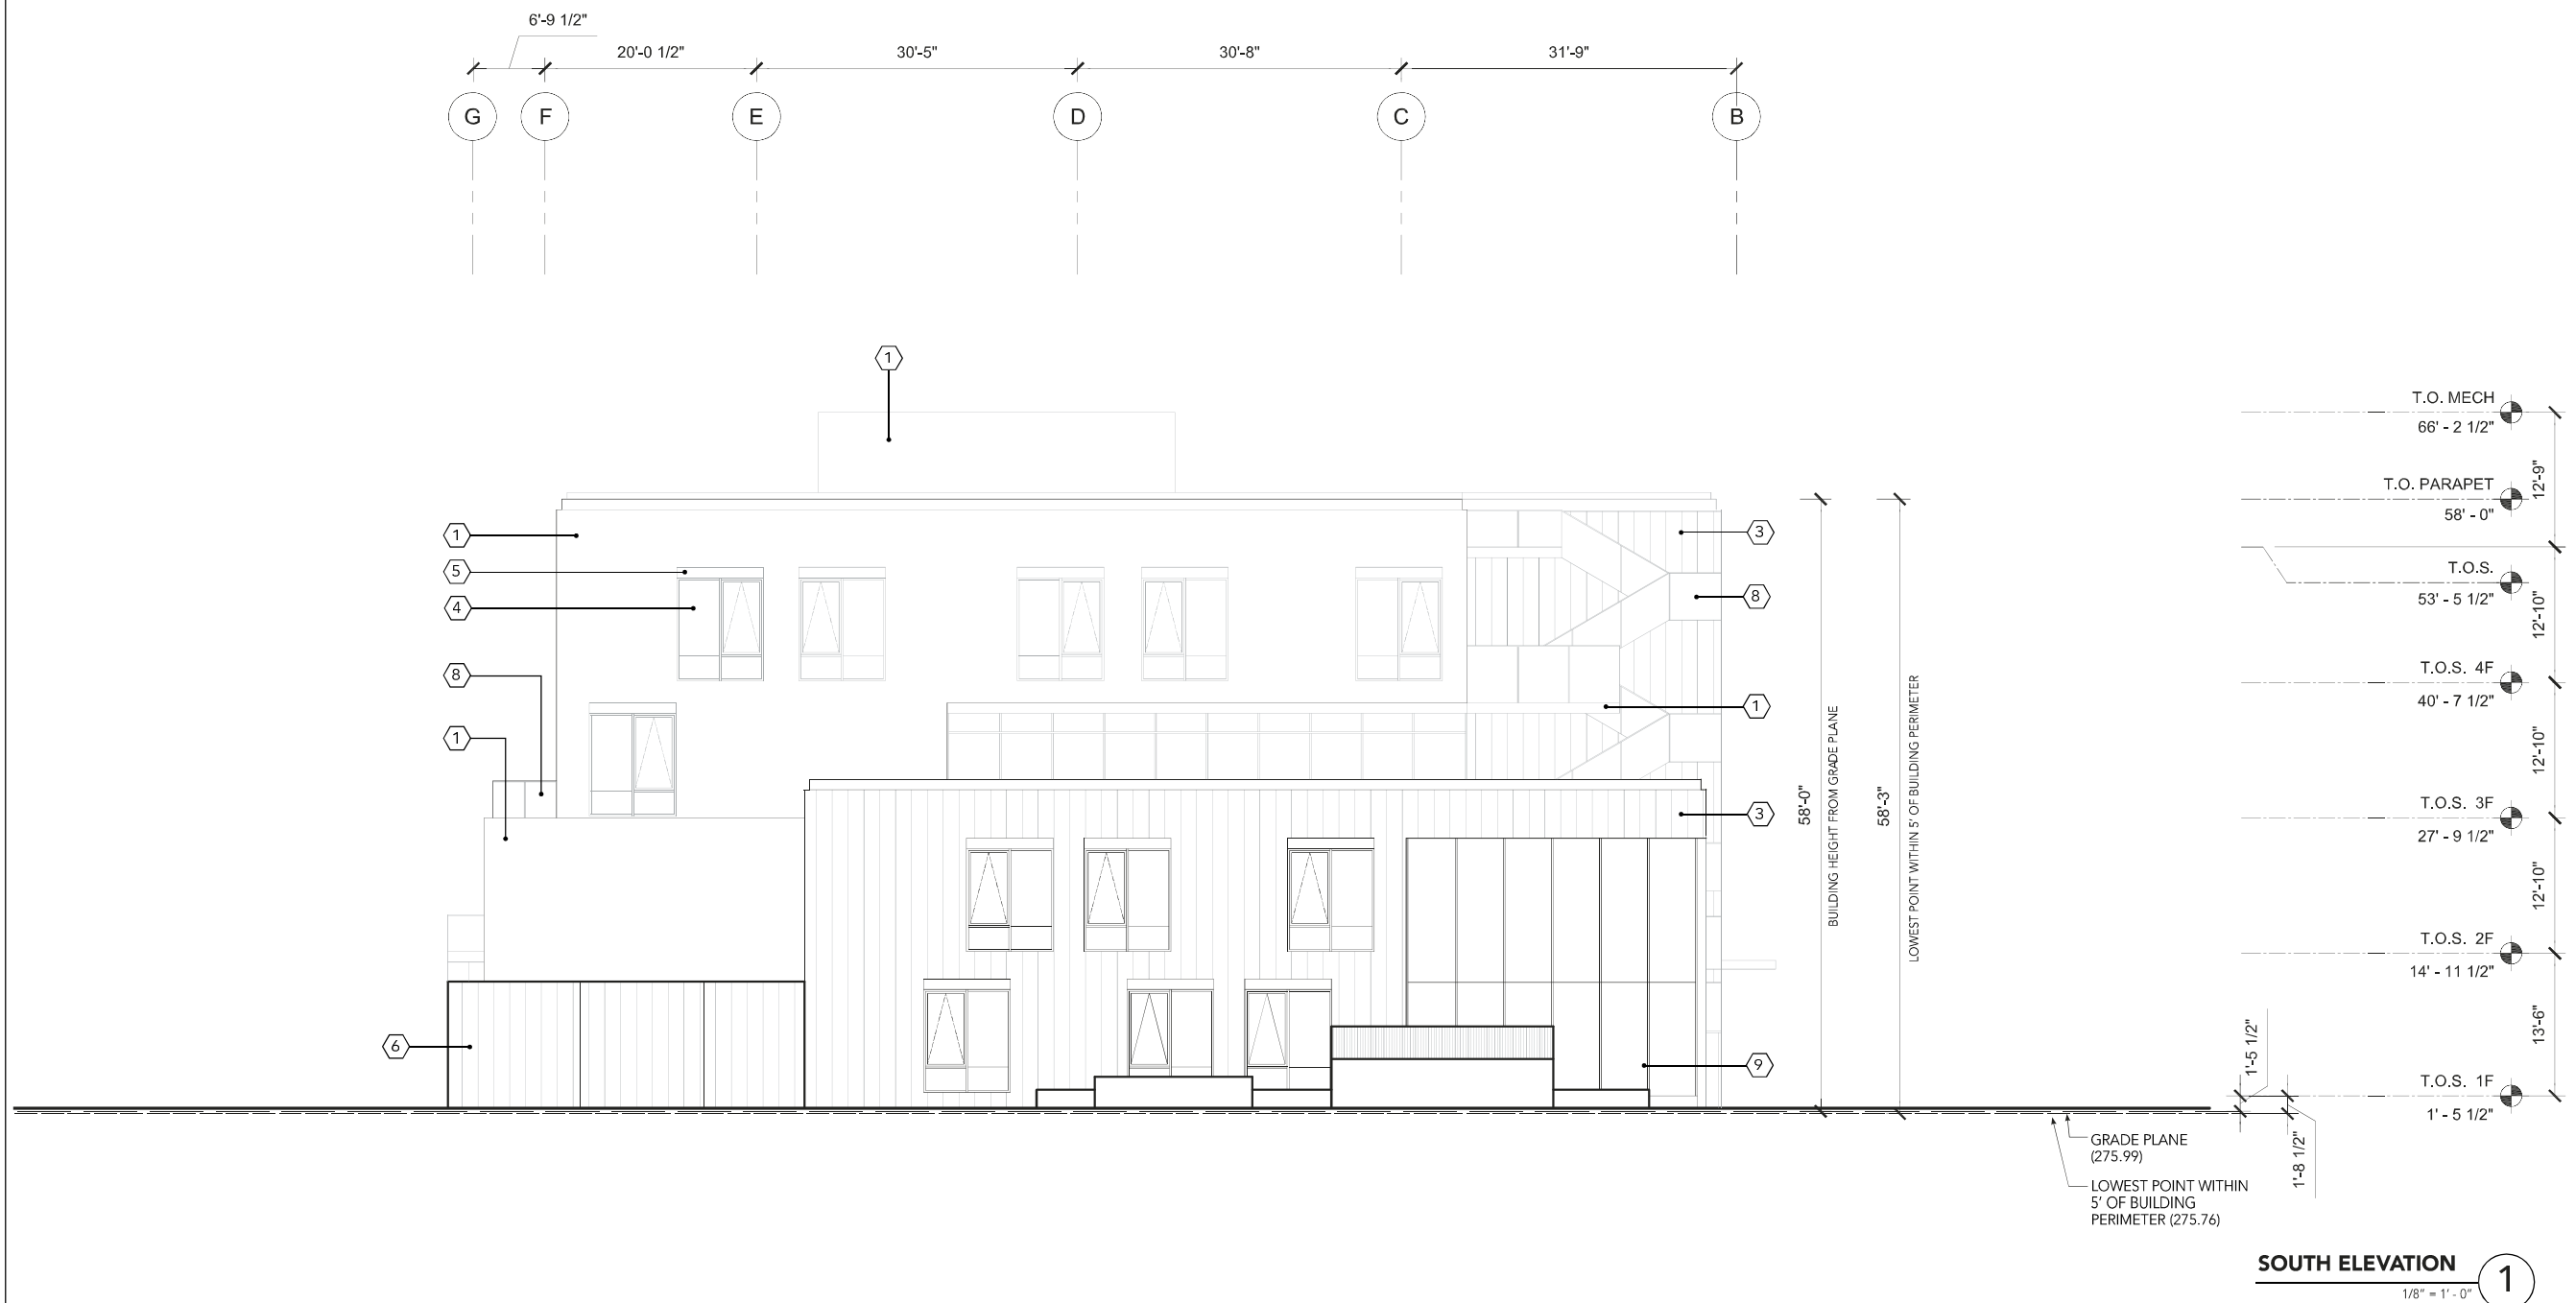 6'-9 1/2"
20'-0 1/2"
30'-5"
30'-8"
31'-9"
G
F
E
D
C
B
1
T.O. MECH
66' - 2 1/2"
12'-9"
T.O. PARAPET
58' - 0"
1
3
5
T.O.S.
4
8
53' - 5 1/2"
12'-10"
8
T.O.S. 4F
40' - 7 1/2"
1
1
12'-10"
58'-0"
BUILDING HEIGHT FROM GRADE PLANE
58'-3"
LOWEST POINT WITHIN 5' OF BUILDING PERIMETER
3
T.O.S. 3F
27' - 9 1/2"
12'-10"
T.O.S. 2F
14' - 11 1/2"
13'-6"
6
9
1'-5 1/2"
T.O.S. 1F
1' - 5 1/2"
1'-8 1/2"
GRADE PLANE
(275.99)
LOWEST POINT WITHIN
5' OF BUILDING
PERIMETER (275.76)
SOUTH ELEVATION
1
1/8" = 1' - 0"